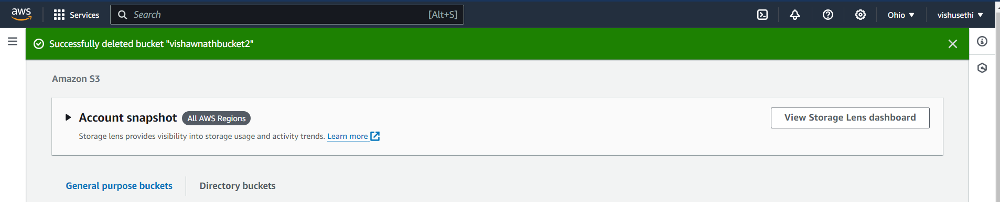 aws Services Search [Alt+S] Ohio vishusethi
Successfully deleted bucket "vishawnathbucket2"
Amazon S3
Account snapshot All AWS Regions View Storage Lens dashboard
Storage lens provides visibility into storage usage and activity trends. Learn more
General purpose buckets Directory buckets